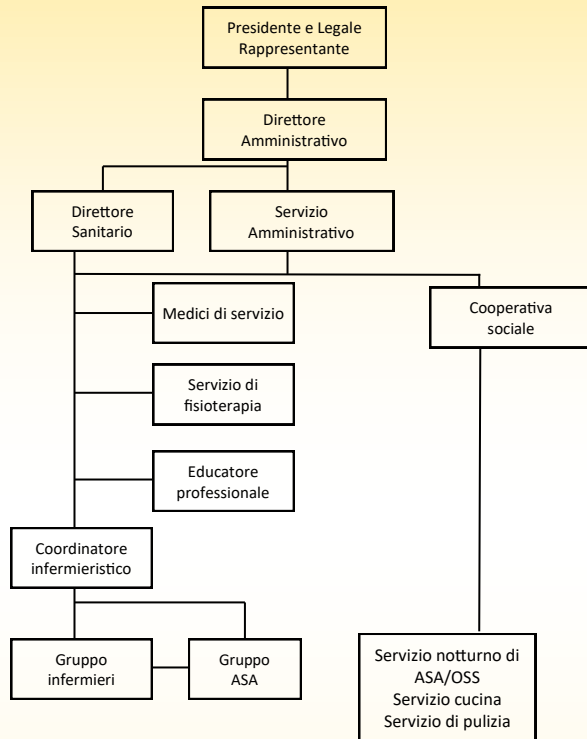 Presidente e Legale
Rappresentante
Direttore
Amministrativo
Direttore
Sanitario
Servizio
Amministrativo
Medici di servizio
Cooperativa
sociale
Servizio di
fisioterapia
Educatore
professionale
Coordinatore
infermieristico
Gruppo
infermieri
Gruppo
ASA
Servizio notturno di
ASA/OSS
Servizio cucina
Servizio di pulizia